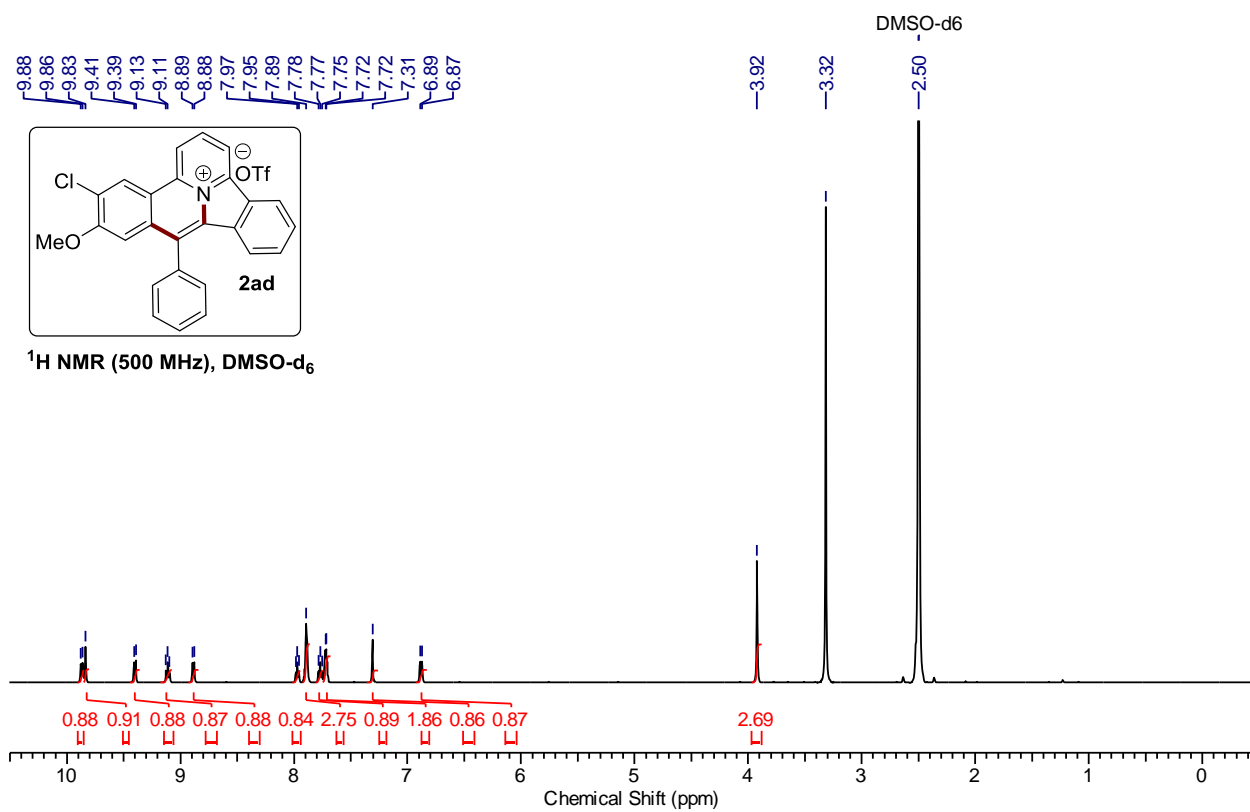 DMSO-d6
9.88 9.86 9.83 9.41 9.39 9.13 9.11 8.89 8.88 7.97 7.95 7.89 7.78 7.77 7.75 7.72 7.72 7.31 6.89 6.87 3.92 3.32 2.50
⊖
OTf
Cl
⊕
N
MeO
2ad
¹H NMR (500 MHz), DMSO-d₆
0.88 0.91 0.88 0.87 0.88 0.84 2.75 0.89 1.86 0.86 0.87 2.69
10 9 8 7 6 5 4 3 2 1 0
Chemical Shift (ppm)